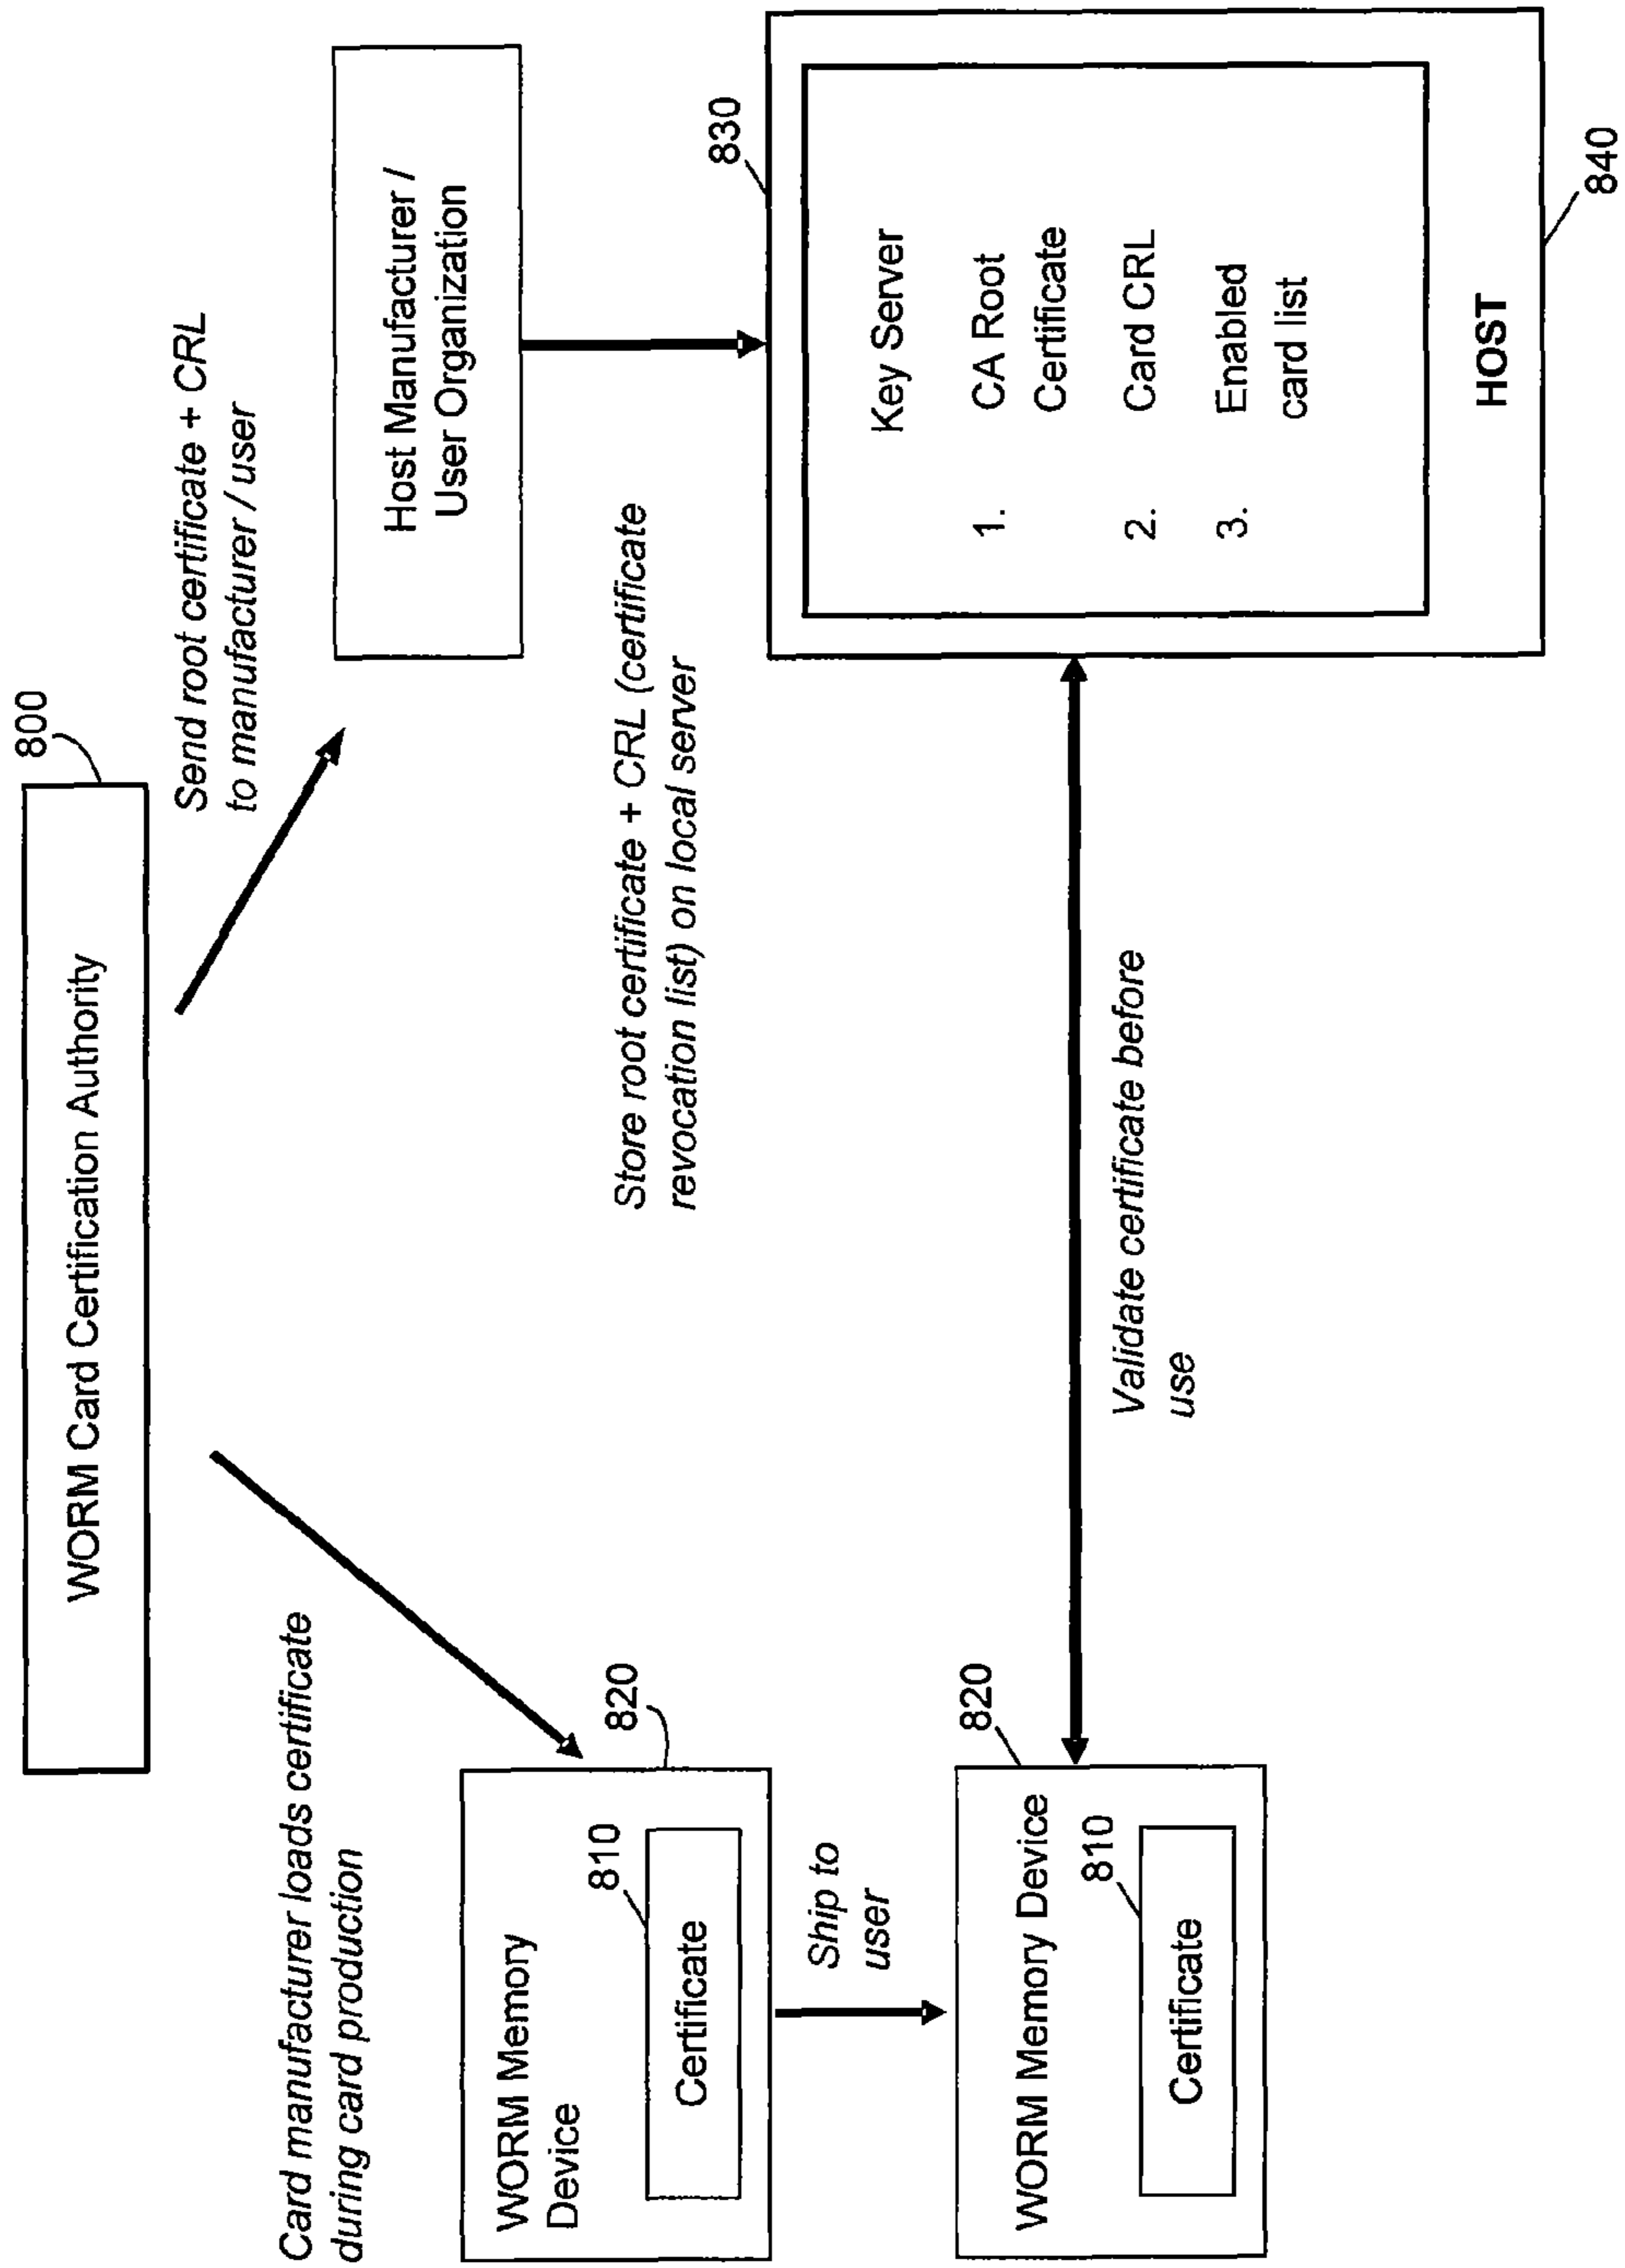 800
WORM Card Certification Authority
Send root certificate + CRL
to manufacturer / user
Card manufacturer loads certificate
during card production
Host Manufacturer /
User Organization
820
WORM Memory
Device
810
Certificate
Store root certificate + CRL (certificate
revocation list) on local server
830
Ship to
user
Key Server
1. CA Root
Certificate
2. Card CRL
3. Enabled
card list
HOST
840
820
WORM Memory Device
810
Certificate
Validate certificate before
use